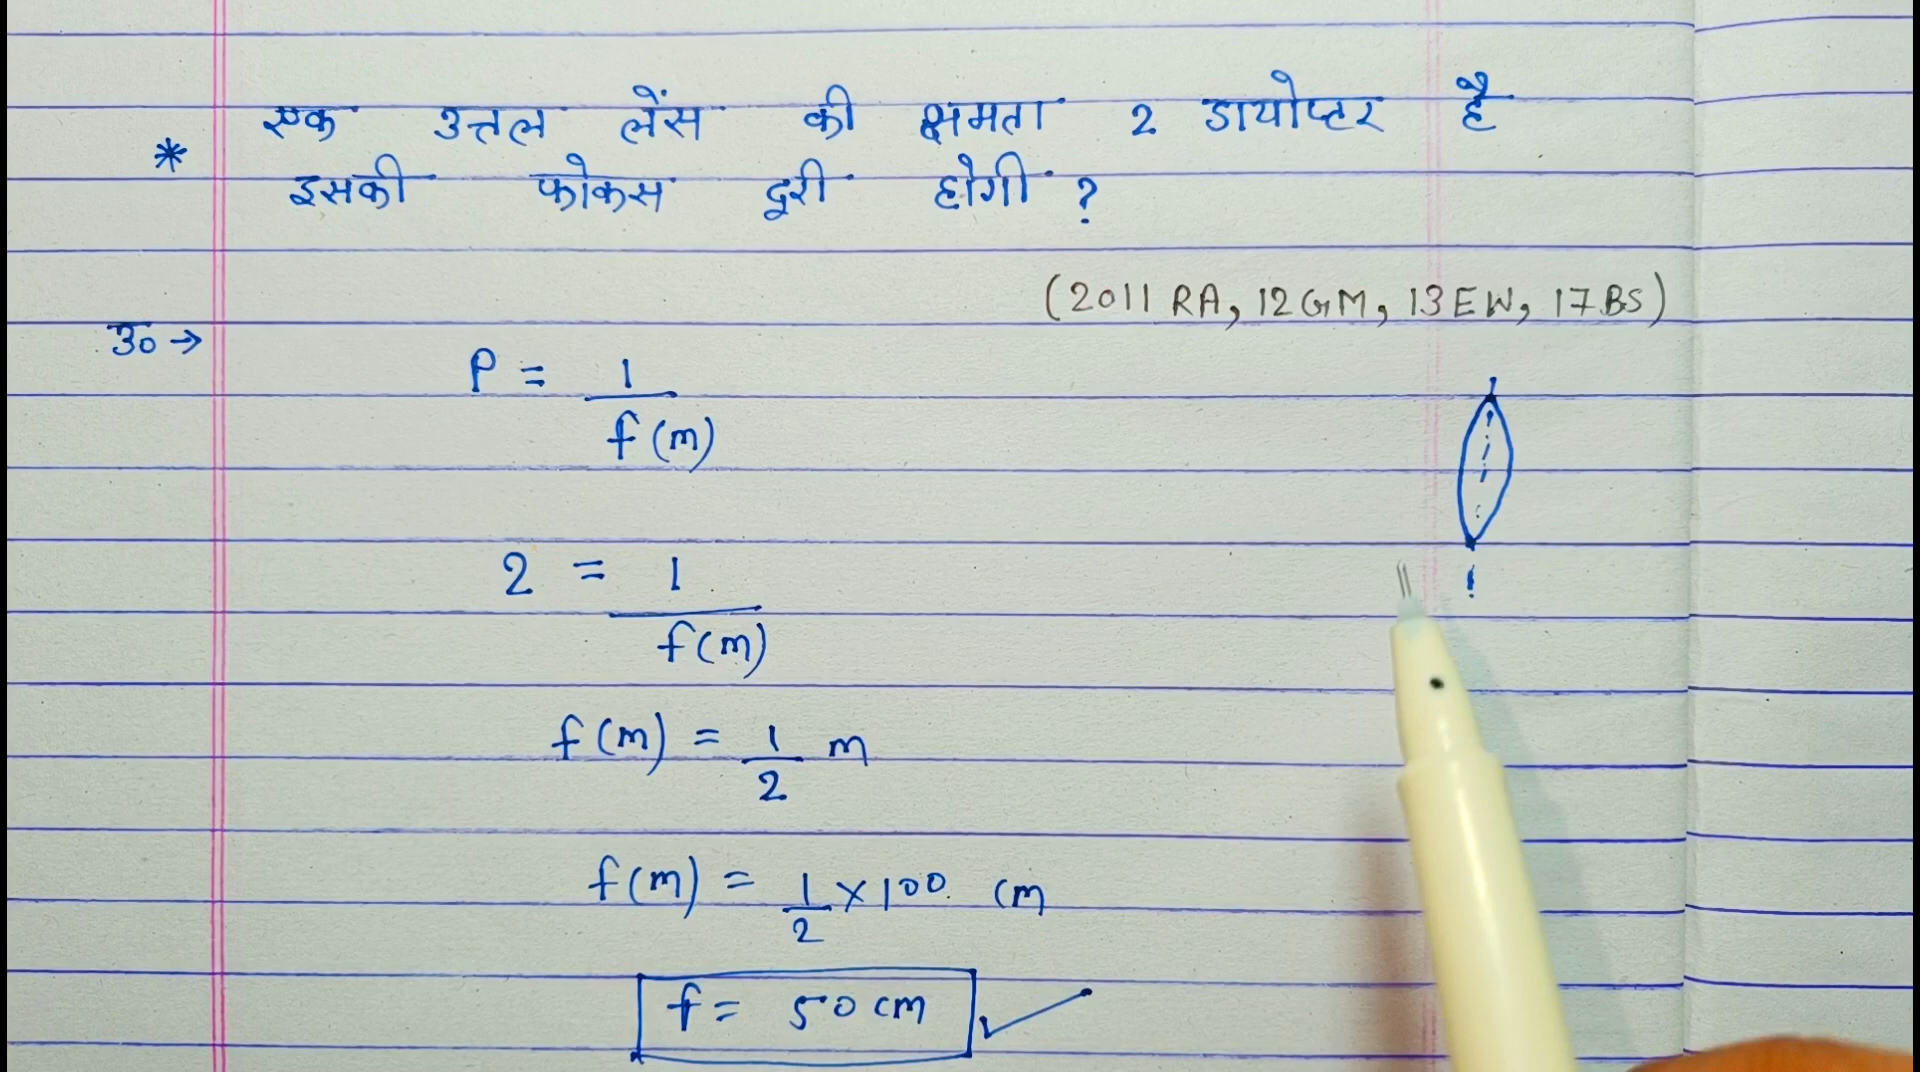 एक उत्तल लेंस की क्षमता 2 डायोप्टर है
* इसकी फोकस दूरी होगी ?
(2011 RA, 12 GM, 13 EW, 17 BS)
उ० →
P = 1
f (m)
2 = 1
f(m)
f (m) = 1 m
2
f(m) = 1 × 100 cm
2
f = 50 cm ✓